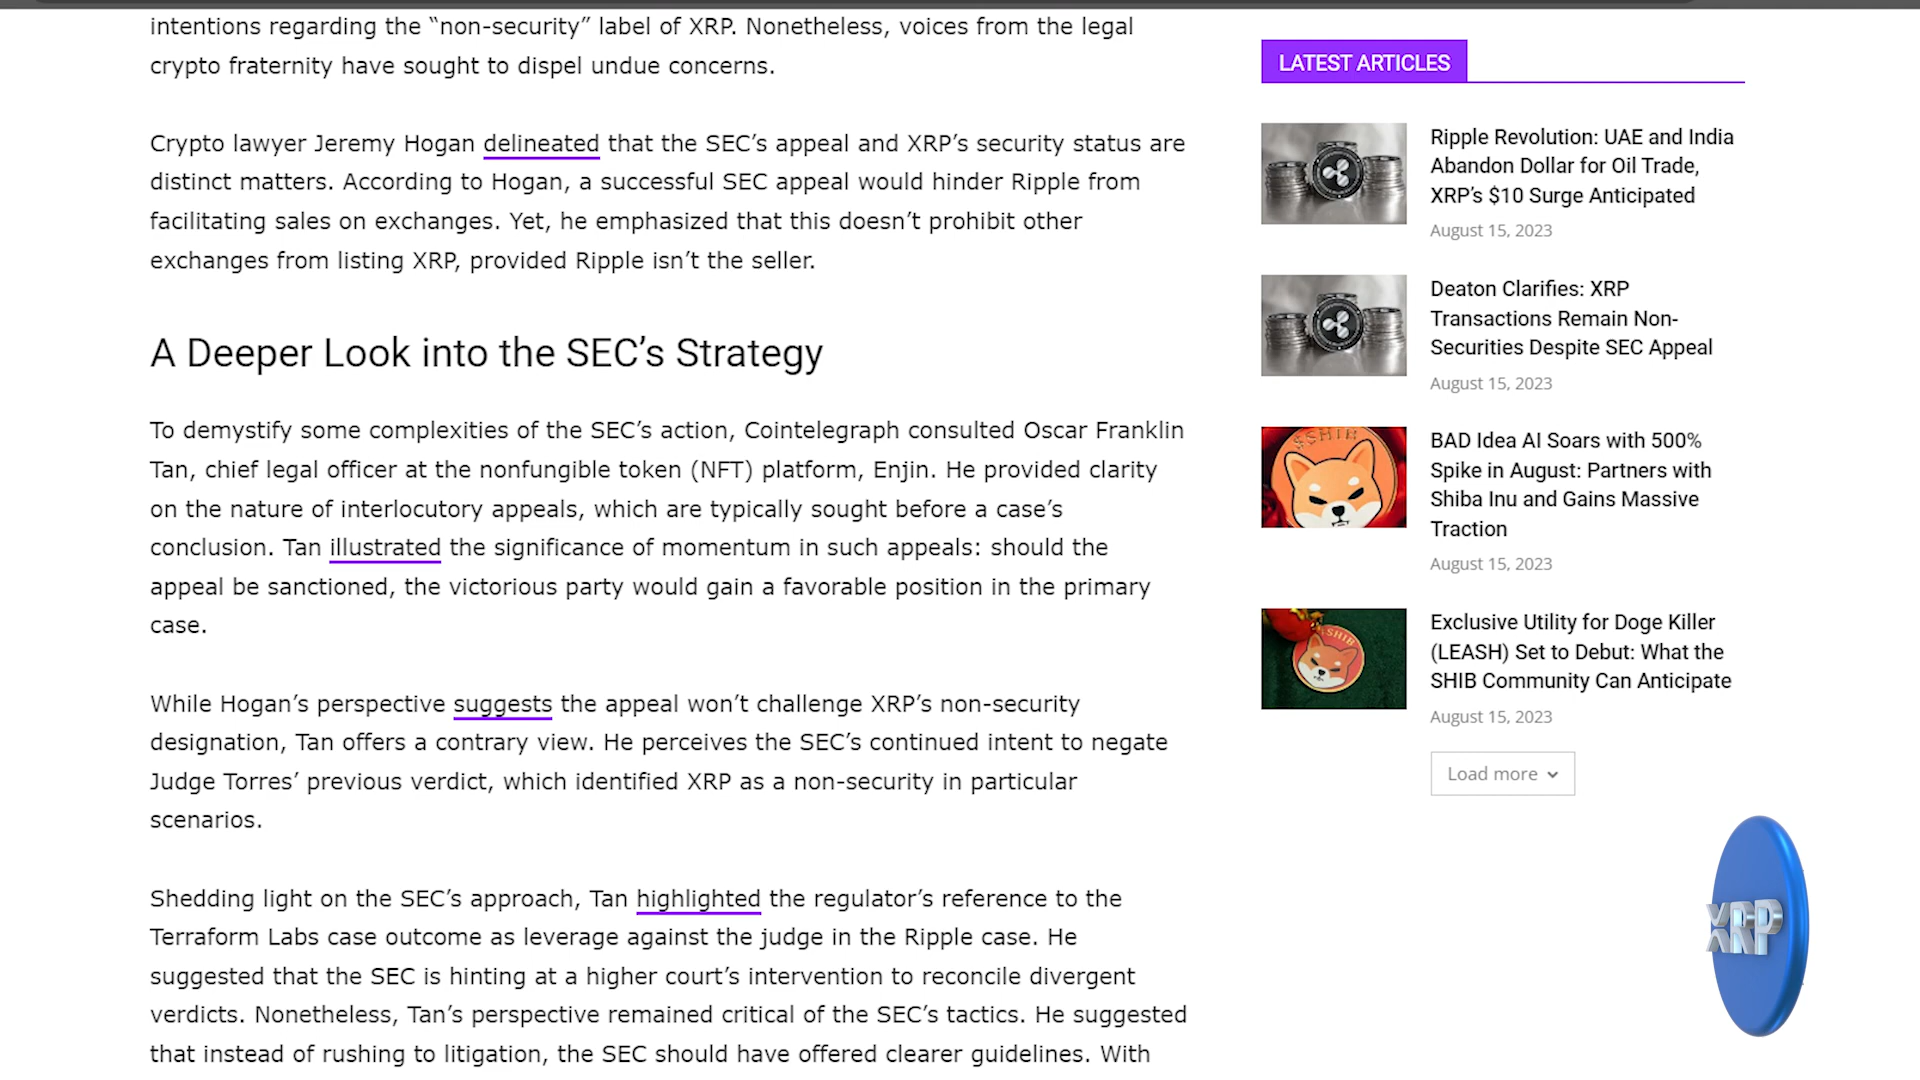 intentions regarding the “non-security” label of XRP. Nonetheless, voices from the legal
crypto fraternity have sought to dispel undue concerns.
Crypto lawyer Jeremy Hogan delineated that the SEC’s appeal and XRP’s security status are
distinct matters. According to Hogan, a successful SEC appeal would hinder Ripple from
facilitating sales on exchanges. Yet, he emphasized that this doesn’t prohibit other
exchanges from listing XRP, provided Ripple isn’t the seller.
A Deeper Look into the SEC’s Strategy
To demystify some complexities of the SEC’s action, Cointelegraph consulted Oscar Franklin
Tan, chief legal officer at the nonfungible token (NFT) platform, Enjin. He provided clarity
on the nature of interlocutory appeals, which are typically sought before a case’s
conclusion. Tan illustrated the significance of momentum in such appeals: should the
appeal be sanctioned, the victorious party would gain a favorable position in the primary
case.
While Hogan’s perspective suggests the appeal won’t challenge XRP’s non-security
designation, Tan offers a contrary view. He perceives the SEC’s continued intent to negate
Judge Torres’ previous verdict, which identified XRP as a non-security in particular
scenarios.
Shedding light on the SEC’s approach, Tan highlighted the regulator’s reference to the
Terraform Labs case outcome as leverage against the judge in the Ripple case. He
suggested that the SEC is hinting at a higher court’s intervention to reconcile divergent
verdicts. Nonetheless, Tan’s perspective remained critical of the SEC’s tactics. He suggested
that instead of rushing to litigation, the SEC should have offered clearer guidelines. With
LATEST ARTICLES
Ripple Revolution: UAE and India
Abandon Dollar for Oil Trade,
XRP’s $10 Surge Anticipated
August 15, 2023
Deaton Clarifies: XRP
Transactions Remain Non-
Securities Despite SEC Appeal
August 15, 2023
$SHIB
BAD Idea AI Soars with 500%
Spike in August: Partners with
Shiba Inu and Gains Massive
Traction
August 15, 2023
SHIB
Exclusive Utility for Doge Killer
(LEASH) Set to Debut: What the
SHIB Community Can Anticipate
August 15, 2023
Load more
XRP